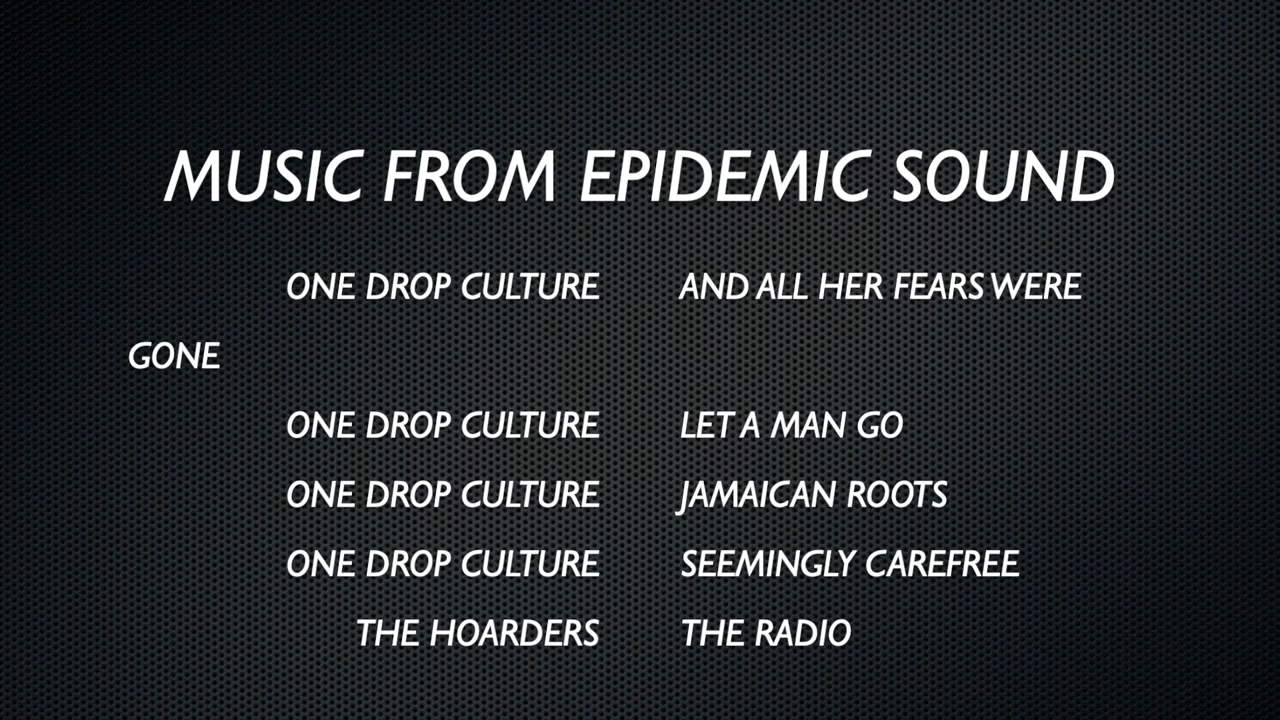 MUSIC FROM EPIDEMIC SOUND
ONE DROP CULTURE AND ALL HER FEARS WERE
GONE
ONE DROP CULTURE LET A MAN GO
ONE DROP CULTURE JAMAICAN ROOTS
ONE DROP CULTURE SEEMINGLY CAREFREE
THE HOARDERS THE RADIO